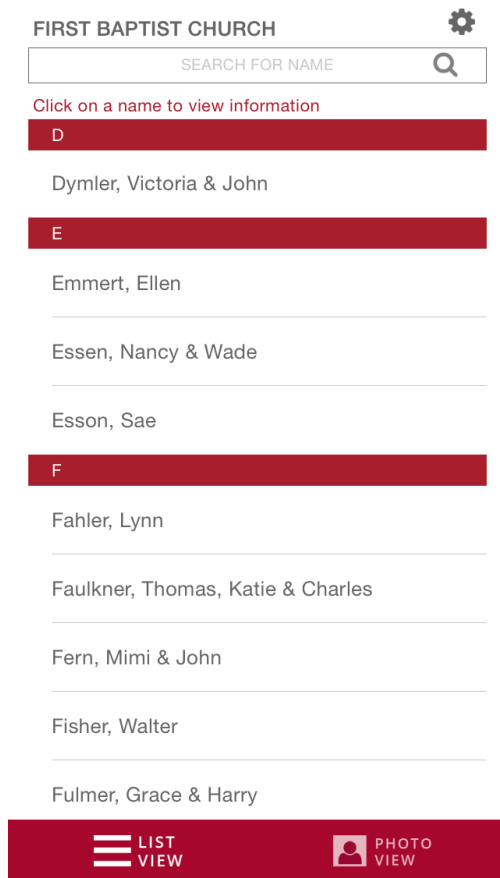 FIRST BAPTIST CHURCH
SEARCH FOR NAME
Click on a name to view information
D
Dymler, Victoria & John
E
Emmert, Ellen
Essen, Nancy & Wade
Esson, Sae
F
Fahler, Lynn
Faulkner, Thomas, Katie & Charles
Fern, Mimi & John
Fisher, Walter
Fulmer, Grace & Harry
LIST VIEW
PHOTO VIEW